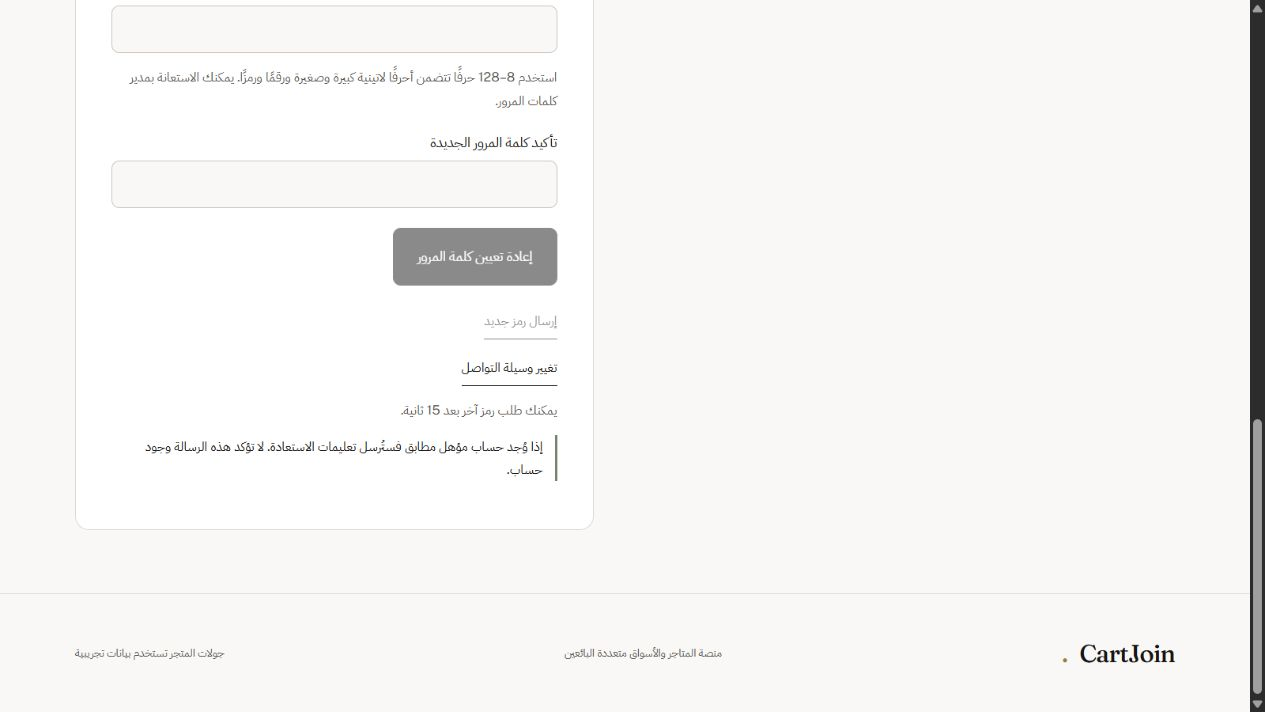 استخدم 8–128 حرفًا تتضمن أحرفًا لاتينية كبيرة وصغيرة ورقمًا ورمزًا. يمكنك الاستعانة بمدير
كلمات المرور.
تأكيد كلمة المرور الجديدة
إعادة تعيين كلمة المرور
إرسال رمز جديد
تغيير وسيلة التواصل
يمكنك طلب رمز آخر بعد 15 ثانية.
إذا وُجد حساب مؤهل مطابق فستُرسل تعليمات الاستعادة. لا تؤكد هذه الرسالة وجود
حساب.
CartJoin.
منصة المتاجر والأسواق متعددة البائعين
جولات المتجر تستخدم بيانات تجريبية